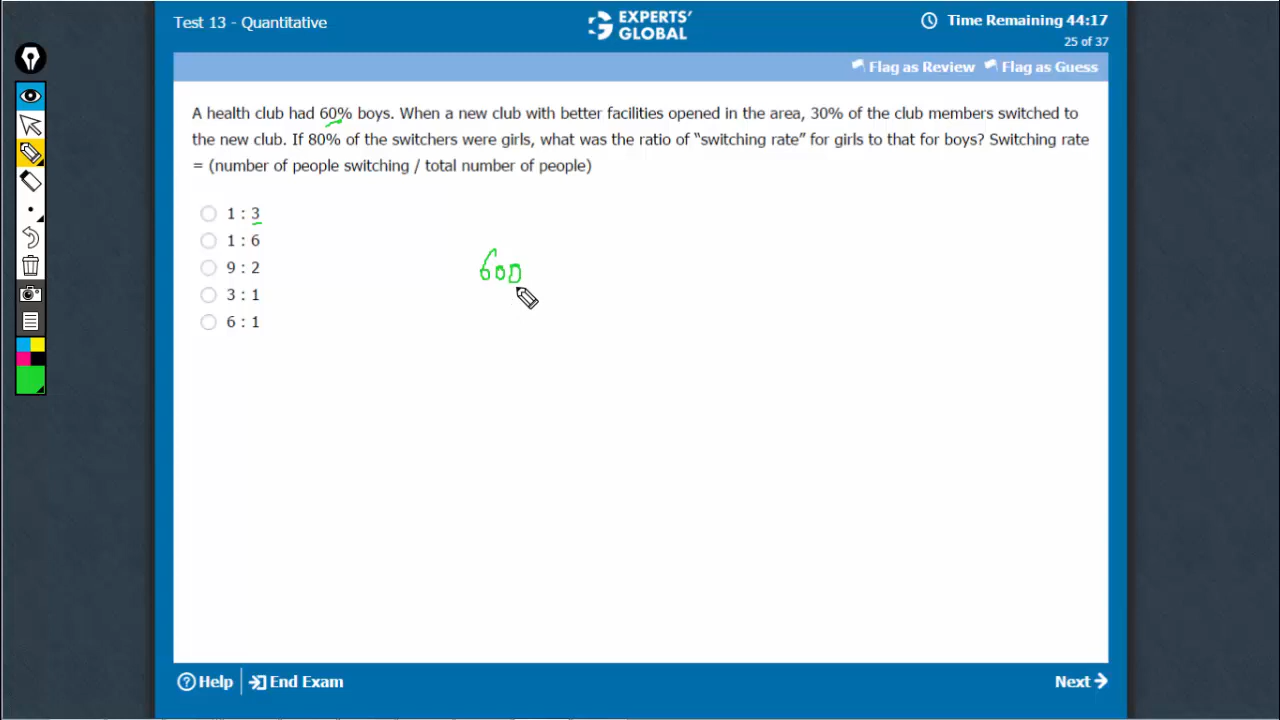 Test 13 - Quantitative
EXPERTS'
GLOBAL
Time Remaining 44:17
25 of 37
Flag as Review
Flag as Guess
A health club had 60% boys. When a new club with better facilities opened in the area, 30% of the club members switched to
the new club. If 80% of the switchers were girls, what was the ratio of “switching rate” for girls to that for boys? Switching rate
= (number of people switching / total number of people)
1 : 3
1 : 6
9 : 2
3 : 1
6 : 1
600
Help
End Exam
Next